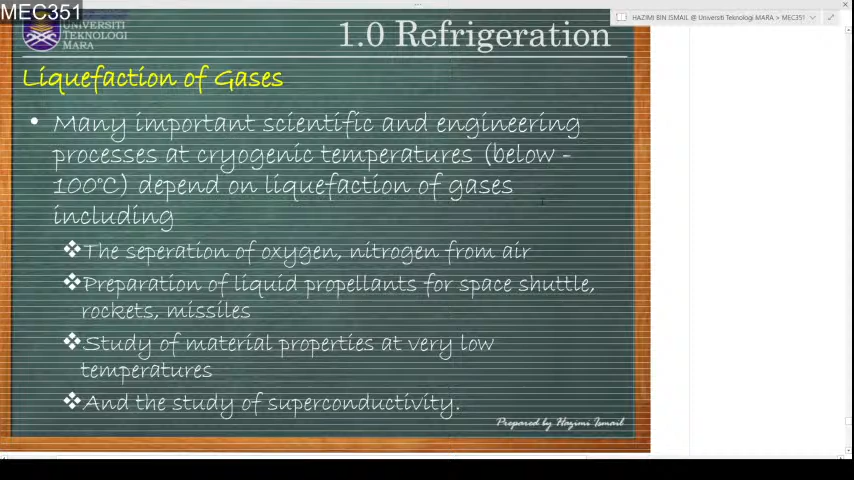 MEC351
UNIVERSITI
TEKNOLOGI
MARA
1.0 Refrigeration
HAZIMI BIN ISMAIL @ Universiti Teknologi MARA > MEC351
Liquefaction of Gases
• Many important scientific and engineering
processes at cryogenic temperatures (below -
100°C) depend on liquefaction of gases
including
❖The seperation of oxygen, nitrogen from air
❖Preparation of liquid propellants for space shuttle,
rockets, missiles
❖Study of material properties at very low
temperatures
❖And the study of superconductivity.
Prepared by Hazimi Ismail